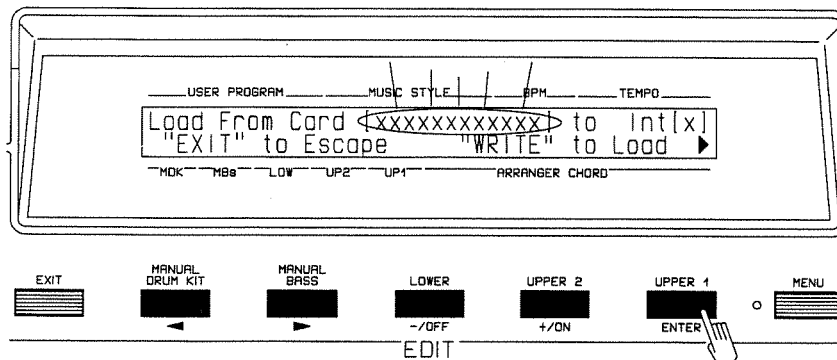 USER PROGRAM MUSIC STYLE BPM TEMPO
Load From Card [XXXXXXXXXXXX] to Int[x]
"EXIT" to Escape "WRITE" to Load ▶
MDK MBs LOW UP2 UP1 ARRANGER CHORD
EXIT MANUAL DRUM KIT MANUAL BASS LOWER UPPER 2 UPPER 1 MENU
◀ ▶ -/OFF +/ON ENTER
EDIT